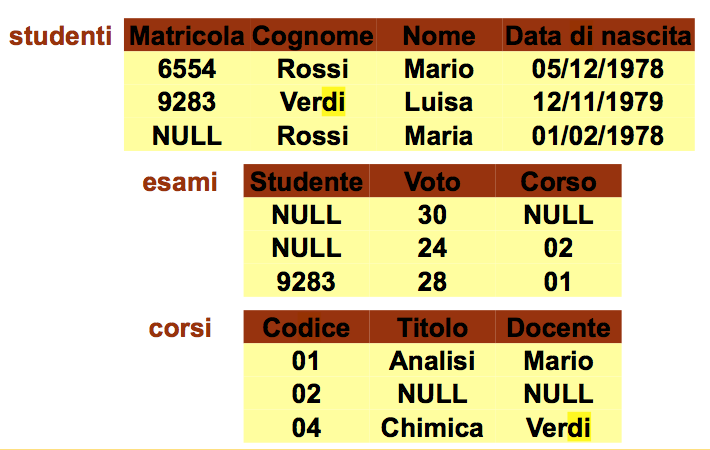 studenti Matricola Cognome Nome Data di nascita
6554 Rossi Mario 05/12/1978
9283 Verdi Luisa 12/11/1979
NULL Rossi Maria 01/02/1978
esami Studente Voto Corso
NULL 30 NULL
NULL 24 02
9283 28 01
corsi Codice Titolo Docente
01 Analisi Mario
02 NULL NULL
04 Chimica Verdi